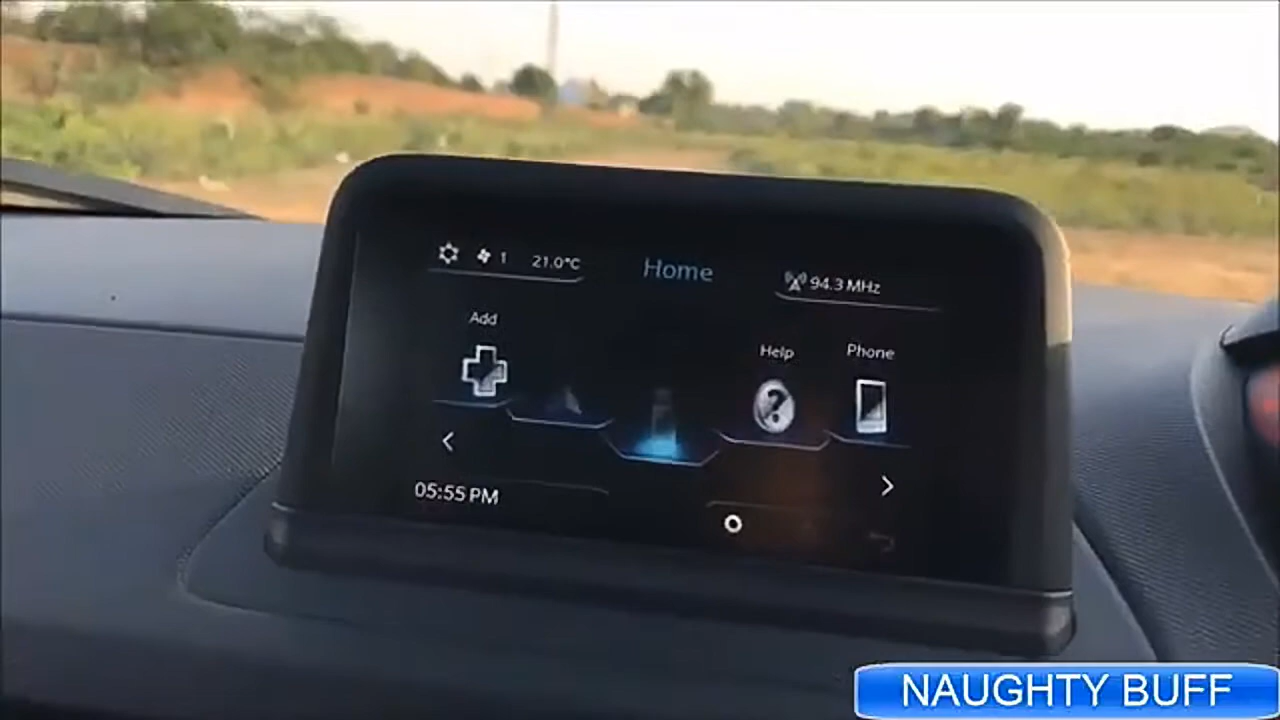 1
21.0°C
Home
94.3 MHz
Add
Help
Phone
05:55 PM
NAUGHTY BUFF